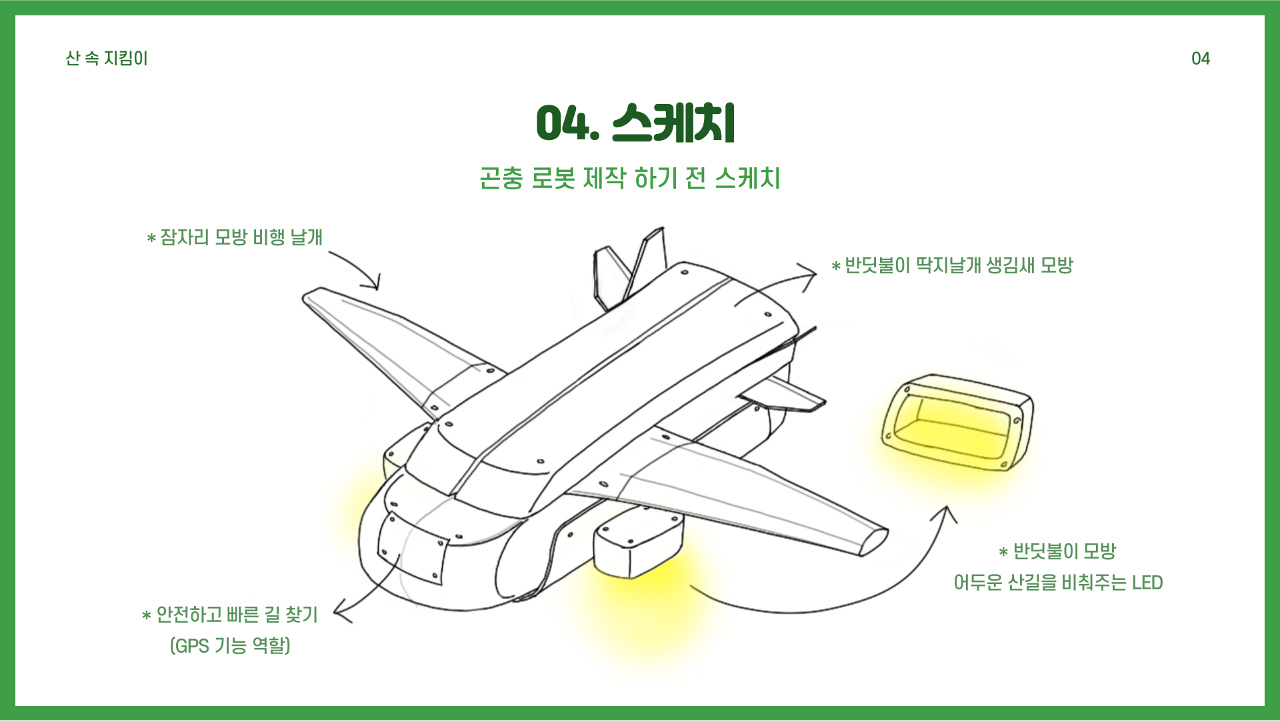 산 속 지킴이
04
04. 스케치
곤충 로봇 제작 하기 전 스케치
* 잠자리 모방 비행 날개
* 반딧불이 딱지날개 생김새 모방
* 반딧불이 모방
어두운 산길을 비춰주는 LED
* 안전하고 빠른 길 찾기
(GPS 기능 역할)